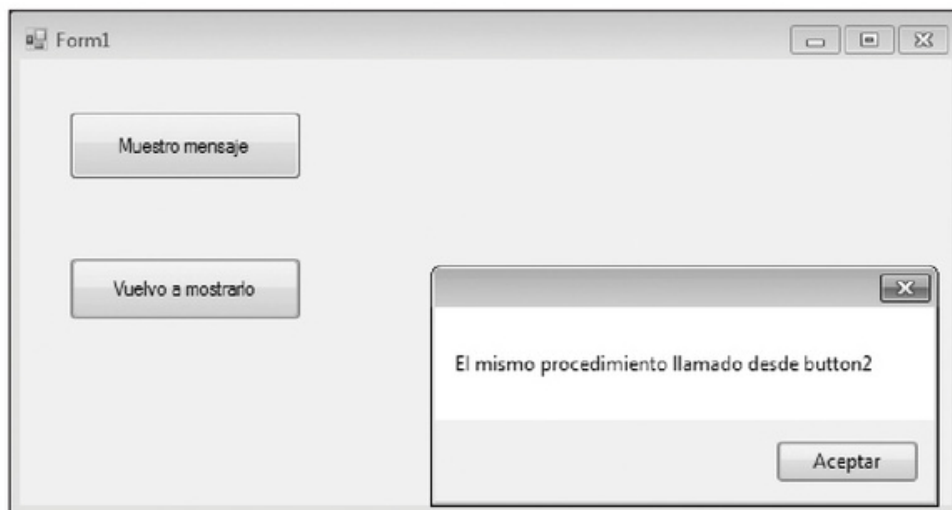 Form1
Muestro mensaje
Vuelvo a mostrarlo
El mismo procedimiento llamado desde button2
Aceptar